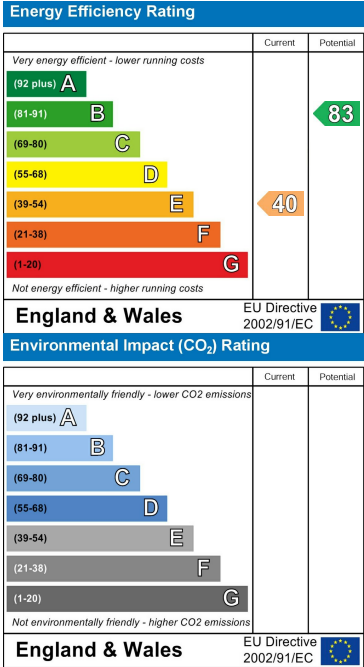 Energy Efficiency Rating
Current Potential
Very energy efficient - lower running costs
(92 plus) A
(81-91) B
83
(69-80) C
(55-68) D
(39-54) E
40
(21-38) F
(1-20) G
Not energy efficient - higher running costs
England & Wales
EU Directive
2002/91/EC
Environmental Impact (CO₂) Rating
Current Potential
Very environmentally friendly - lower CO2 emissions
(92 plus) A
(81-91) B
(69-80) C
(55-68) D
(39-54) E
(21-38) F
(1-20) G
Not environmentally friendly - higher CO2 emissions
England & Wales
EU Directive
2002/91/EC